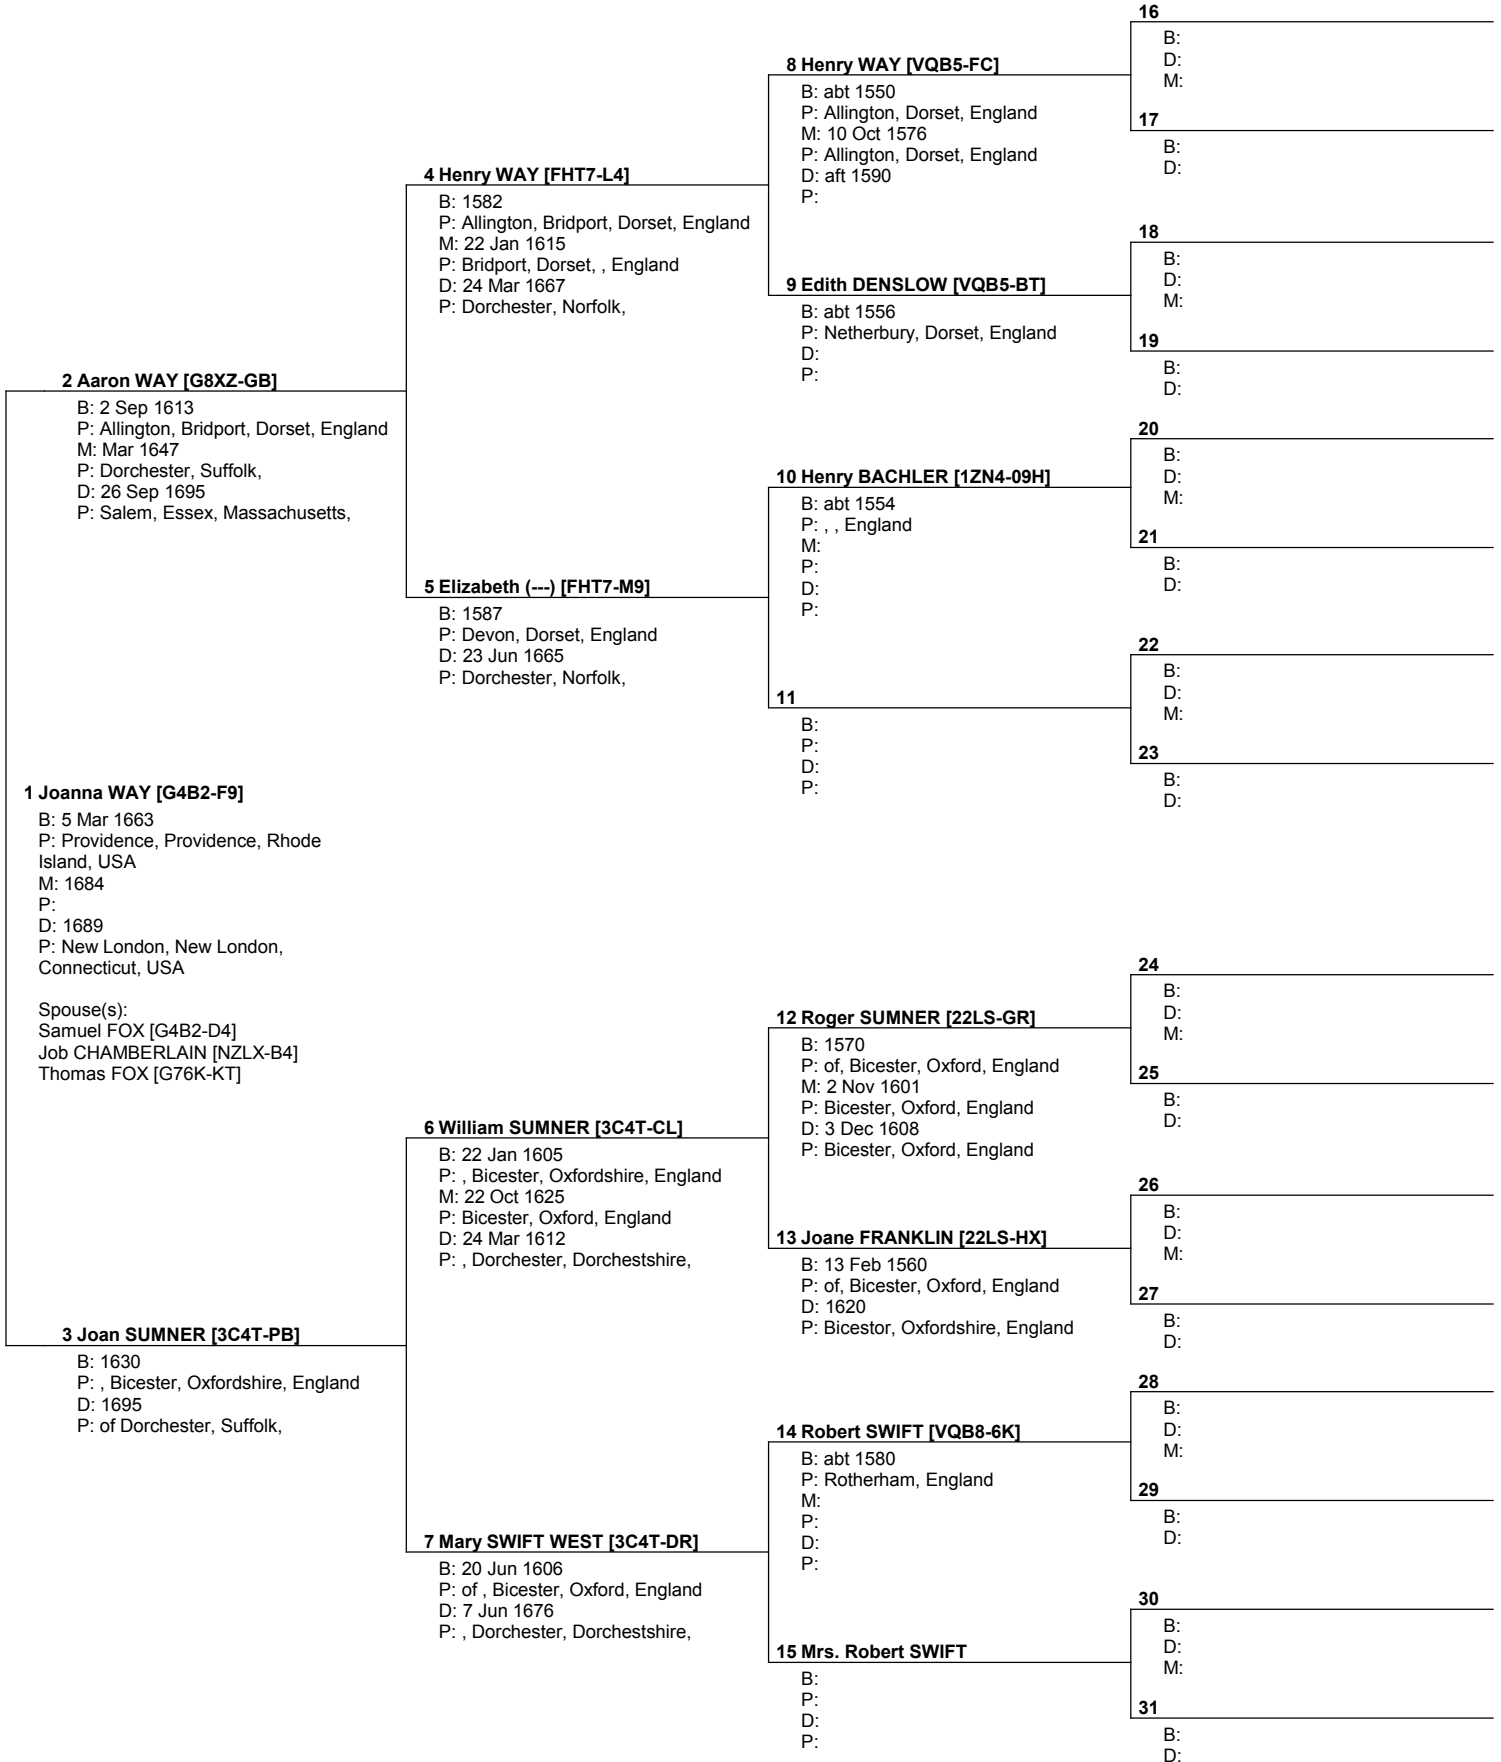 1 Joanna WAY [G4B2-F9]
B: 5 Mar 1663
P: Providence, Providence, Rhode
Island, USA
M: 1684
P:
D: 1689
P: New London, New London,
Connecticut, USA
Spouse(s):
Samuel FOX [G4B2-D4]
Job CHAMBERLAIN [NZLX-B4]
Thomas FOX [G76K-KT]
2 Aaron WAY [G8XZ-GB]
B: 2 Sep 1613
P: Allington, Bridport, Dorset, England
M: Mar 1647
P: Dorchester, Suffolk,
D: 26 Sep 1695
P: Salem, Essex, Massachusetts,
3 Joan SUMNER [3C4T-PB]
B: 1630
P: , Bicester, Oxfordshire, England
D: 1695
P: of Dorchester, Suffolk,
4 Henry WAY [FHT7-L4]
B: 1582
P: Allington, Bridport, Dorset, England
M: 22 Jan 1615
P: Bridport, Dorset, , England
D: 24 Mar 1667
P: Dorchester, Norfolk,
5 Elizabeth (---) [FHT7-M9]
B: 1587
P: Devon, Dorset, England
D: 23 Jun 1665
P: Dorchester, Norfolk,
6 William SUMNER [3C4T-CL]
B: 22 Jan 1605
P: , Bicester, Oxfordshire, England
M: 22 Oct 1625
P: Bicester, Oxford, England
D: 24 Mar 1612
P: , Dorchester, Dorchestshire,
7 Mary SWIFT WEST [3C4T-DR]
B: 20 Jun 1606
P: of , Bicester, Oxford, England
D: 7 Jun 1676
P: , Dorchester, Dorchestshire,
8 Henry WAY [VQB5-FC]
B: abt 1550
P: Allington, Dorset, England
M: 10 Oct 1576
P: Allington, Dorset, England
D: aft 1590
P:
9 Edith DENSLOW [VQB5-BT]
B: abt 1556
P: Netherbury, Dorset, England
D:
P:
10 Henry BACHLER [1ZN4-09H]
B: abt 1554
P: , , England
M:
P:
D:
P:
11
B:
P:
D:
P:
12 Roger SUMNER [22LS-GR]
B: 1570
P: of, Bicester, Oxford, England
M: 2 Nov 1601
P: Bicester, Oxford, England
D: 3 Dec 1608
P: Bicester, Oxford, England
13 Joane FRANKLIN [22LS-HX]
B: 13 Feb 1560
P: of, Bicester, Oxford, England
D: 1620
P: Bicestor, Oxfordshire, England
14 Robert SWIFT [VQB8-6K]
B: abt 1580
P: Rotherham, England
M:
P:
D:
P:
15 Mrs. Robert SWIFT
B:
P:
D:
P:
16
B:
D:
M:
17
B:
D:
18
B:
D:
M:
19
B:
D:
20
B:
D:
M:
21
B:
D:
22
B:
D:
M:
23
B:
D:
24
B:
D:
M:
25
B:
D:
26
B:
D:
M:
27
B:
D:
28
B:
D:
M:
29
B:
D:
30
B:
D:
M:
31
B:
D: